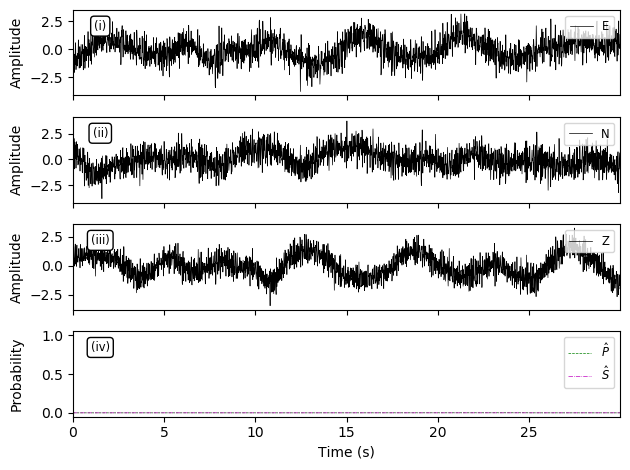 (i)
E
Amplitude
2.5
0.0
−2.5
(ii)
N
Amplitude
2.5
0.0
−2.5
(iii)
Z
Amplitude
2.5
0.0
−2.5
(iv)
P̂
Ŝ
Probability
1.0
0.5
0.0
0 5 10 15 20 25
Time (s)